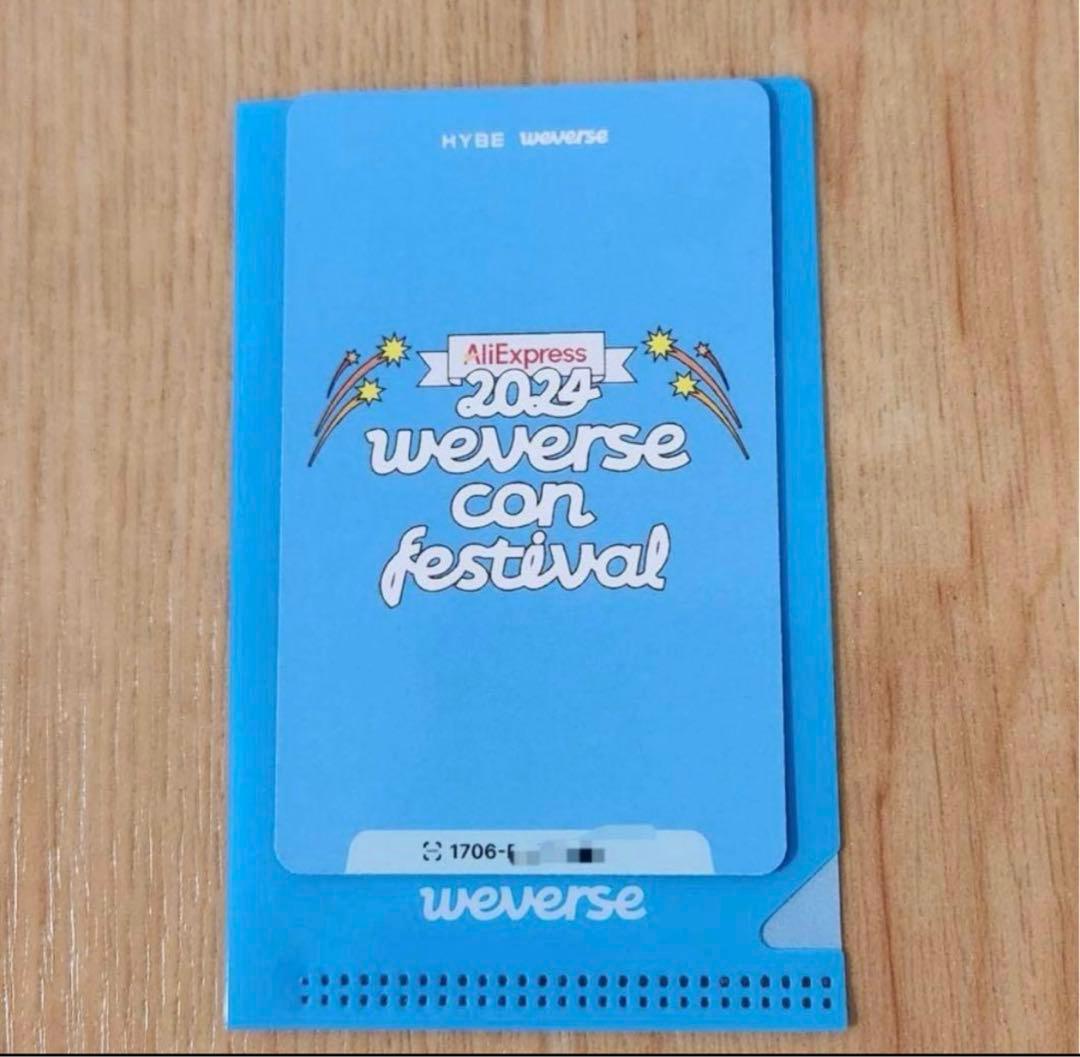 HYBE weverse
AliExpress
2024
weverse
con
festival
1706-
weverse